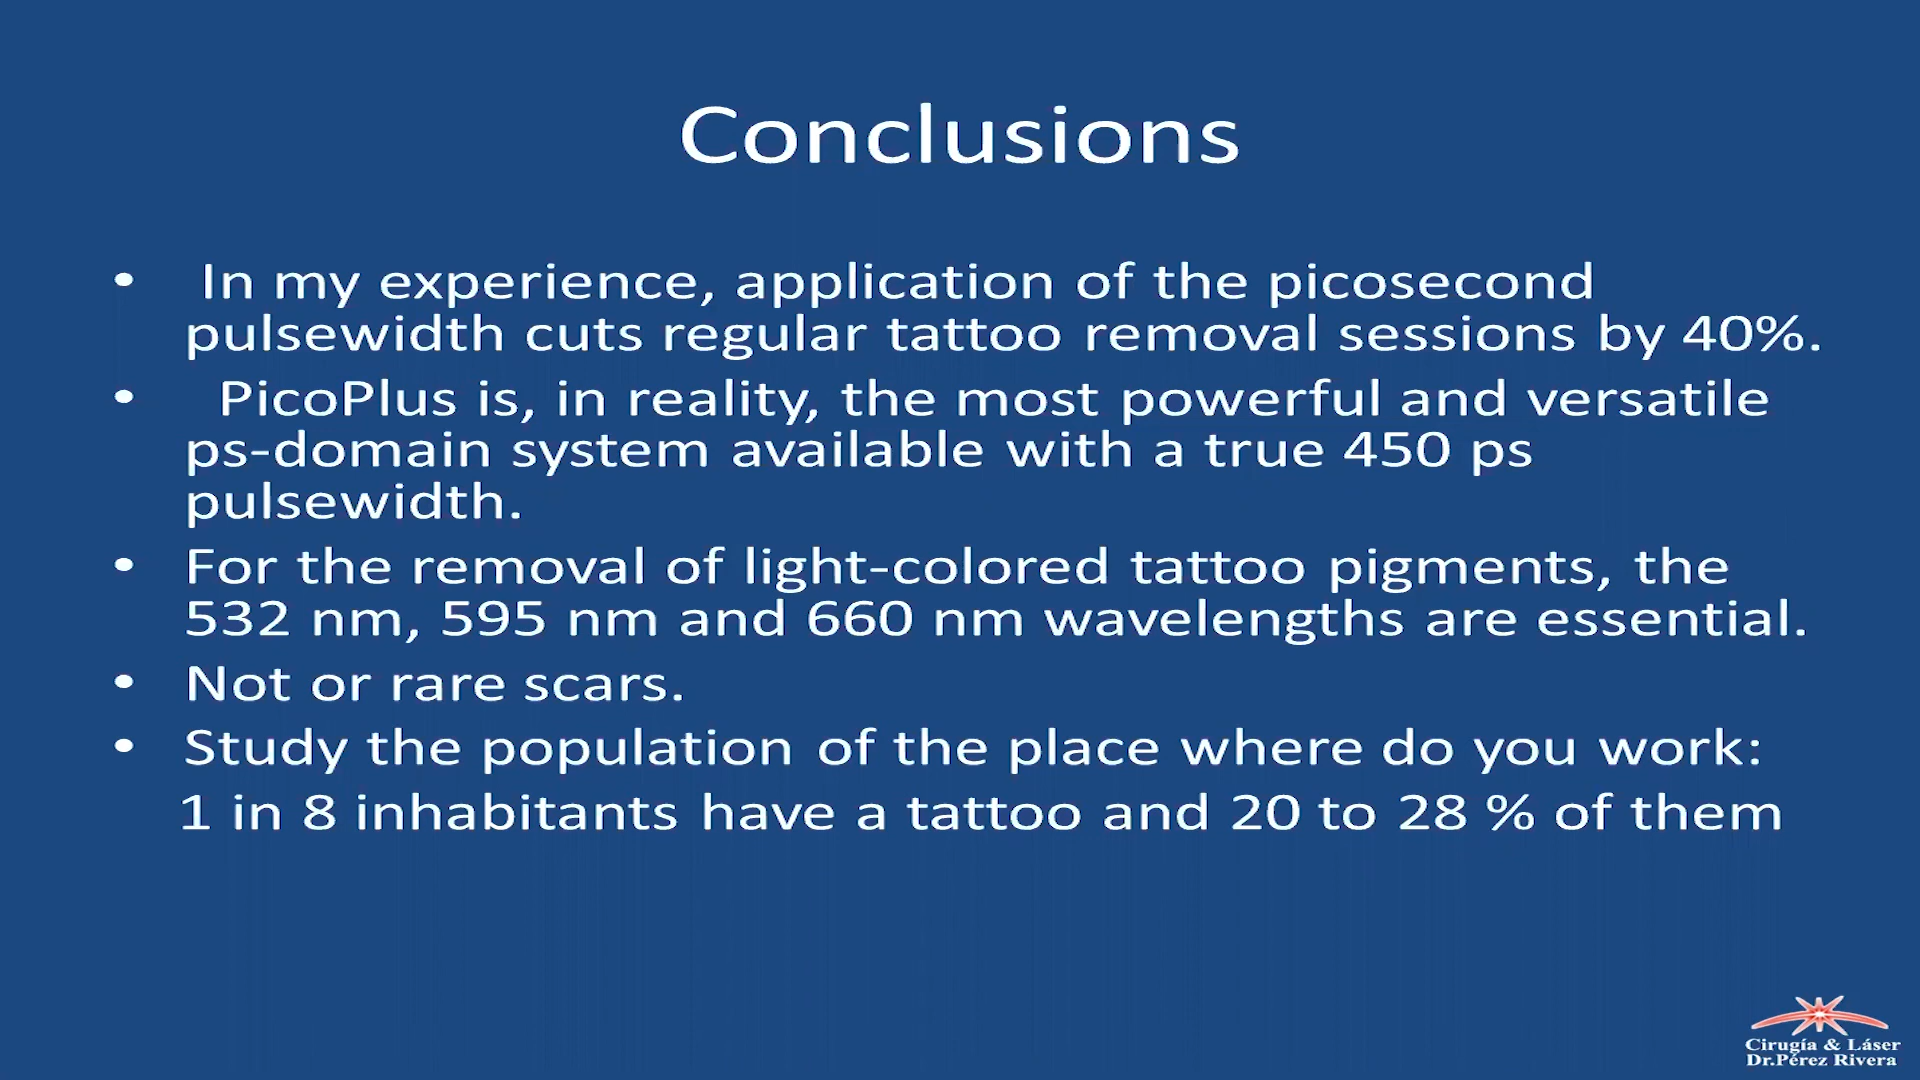 Conclusions
• In my experience, application of the picosecond
pulsewidth cuts regular tattoo removal sessions by 40%.
• PicoPlus is, in reality, the most powerful and versatile
ps-domain system available with a true 450 ps
pulsewidth.
• For the removal of light-colored tattoo pigments, the
532 nm, 595 nm and 660 nm wavelengths are essential.
• Not or rare scars.
• Study the population of the place where do you work:
1 in 8 inhabitants have a tattoo and 20 to 28 % of them
Cirugía & Láser
Dr.Pérez Rivera